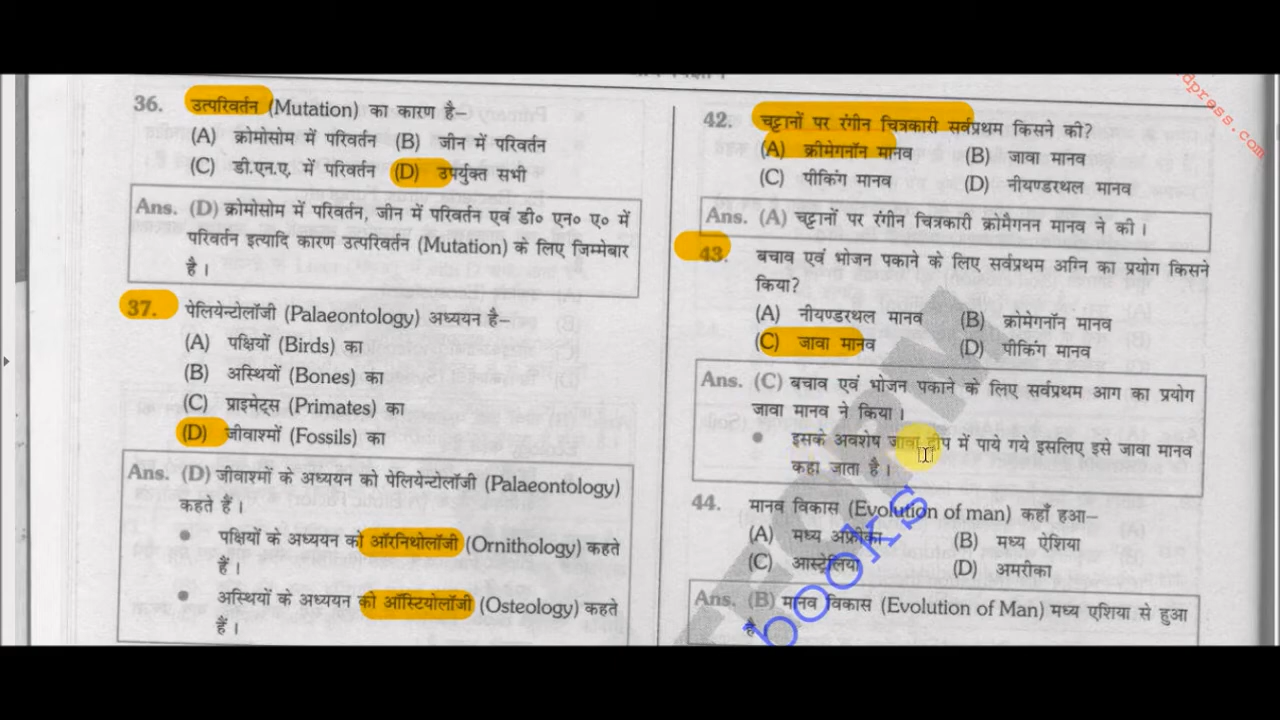 36. उत्परिवर्तन (Mutation) का कारण है–
(A) क्रोमोसोम में परिवर्तन (B) जीन में परिवर्तन
(C) डी.एन.ए. में परिवर्तन (D) उपर्युक्त सभी
Ans. (D) क्रोमोसोम में परिवर्तन, जीन में परिवर्तन एवं डी० एन० ए० में
परिवर्तन इत्यादि कारण उत्परिवर्तन (Mutation) के लिए जिम्मेबार
है।
37. पेलियेन्टोलॉजी (Palaeontology) अध्ययन है–
(A) पक्षियों (Birds) का
(B) अस्थियों (Bones) का
(C) प्राइमेट्स (Primates) का
(D) जीवाश्मों (Fossils) का
Ans. (D) जीवाश्मों के अध्ययन को पेलियेन्टोलॉजी (Palaeontology)
कहते हैं।
• पक्षियों के अध्ययन को ऑरनिथोलॉजी (Ornithology) कहते
हैं।
• अस्थियों के अध्ययन को ऑस्टियोलॉजी (Osteology) कहते
हैं।
42. चट्टानों पर रंगीन चित्रकारी सर्वप्रथम किसने की?
(A) क्रीमेगनॉन मानव (B) जावा मानव
(C) पीकिंग मानव (D) नीयण्डरथल मानव
Ans. (A) चट्टानों पर रंगीन चित्रकारी क्रोमैगनन मानव ने की।
43. बचाव एवं भोजन पकाने के लिए सर्वप्रथम अग्नि का प्रयोग किसने
किया?
(A) नीयण्डरथल मानव (B) क्रोमेगनॉन मानव
(C) जावा मानव (D) पीकिंग मानव
Ans. (C) बचाव एवं भोजन पकाने के लिए सर्वप्रथम आग का प्रयोग
जावा मानव ने किया।
• इसके अवशेष जावा द्वीप में पाये गये इसलिए इसे जावा मानव
कहा जाता है।
44. मानव विकास (Evolution of man) कहाँ हुआ–
(A) मध्य अफ्रीका (B) मध्य ऐशिया
(C) आस्ट्रेलिया (D) अमरीका
Ans. (B) मानव विकास (Evolution of Man) मध्य एशिया से हुआ
है।
books
dpress.com